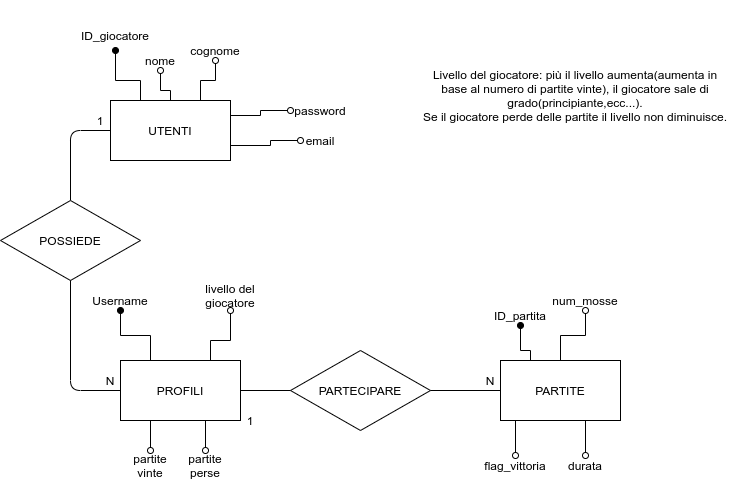 ID_giocatore
nome
cognome
Livello del giocatore: più il livello aumenta(aumenta in
base al numero di partite vinte), il giocatore sale di
grado(principiante,ecc...).
Se il giocatore perde delle partite il livello non diminuisce.
password
1
UTENTI
email
POSSIEDE
Username
livello del
giocatore
ID_partita
num_mosse
N
PROFILI
PARTECIPARE
N
PARTITE
1
partite
vinte
partite
perse
flag_vittoria
durata